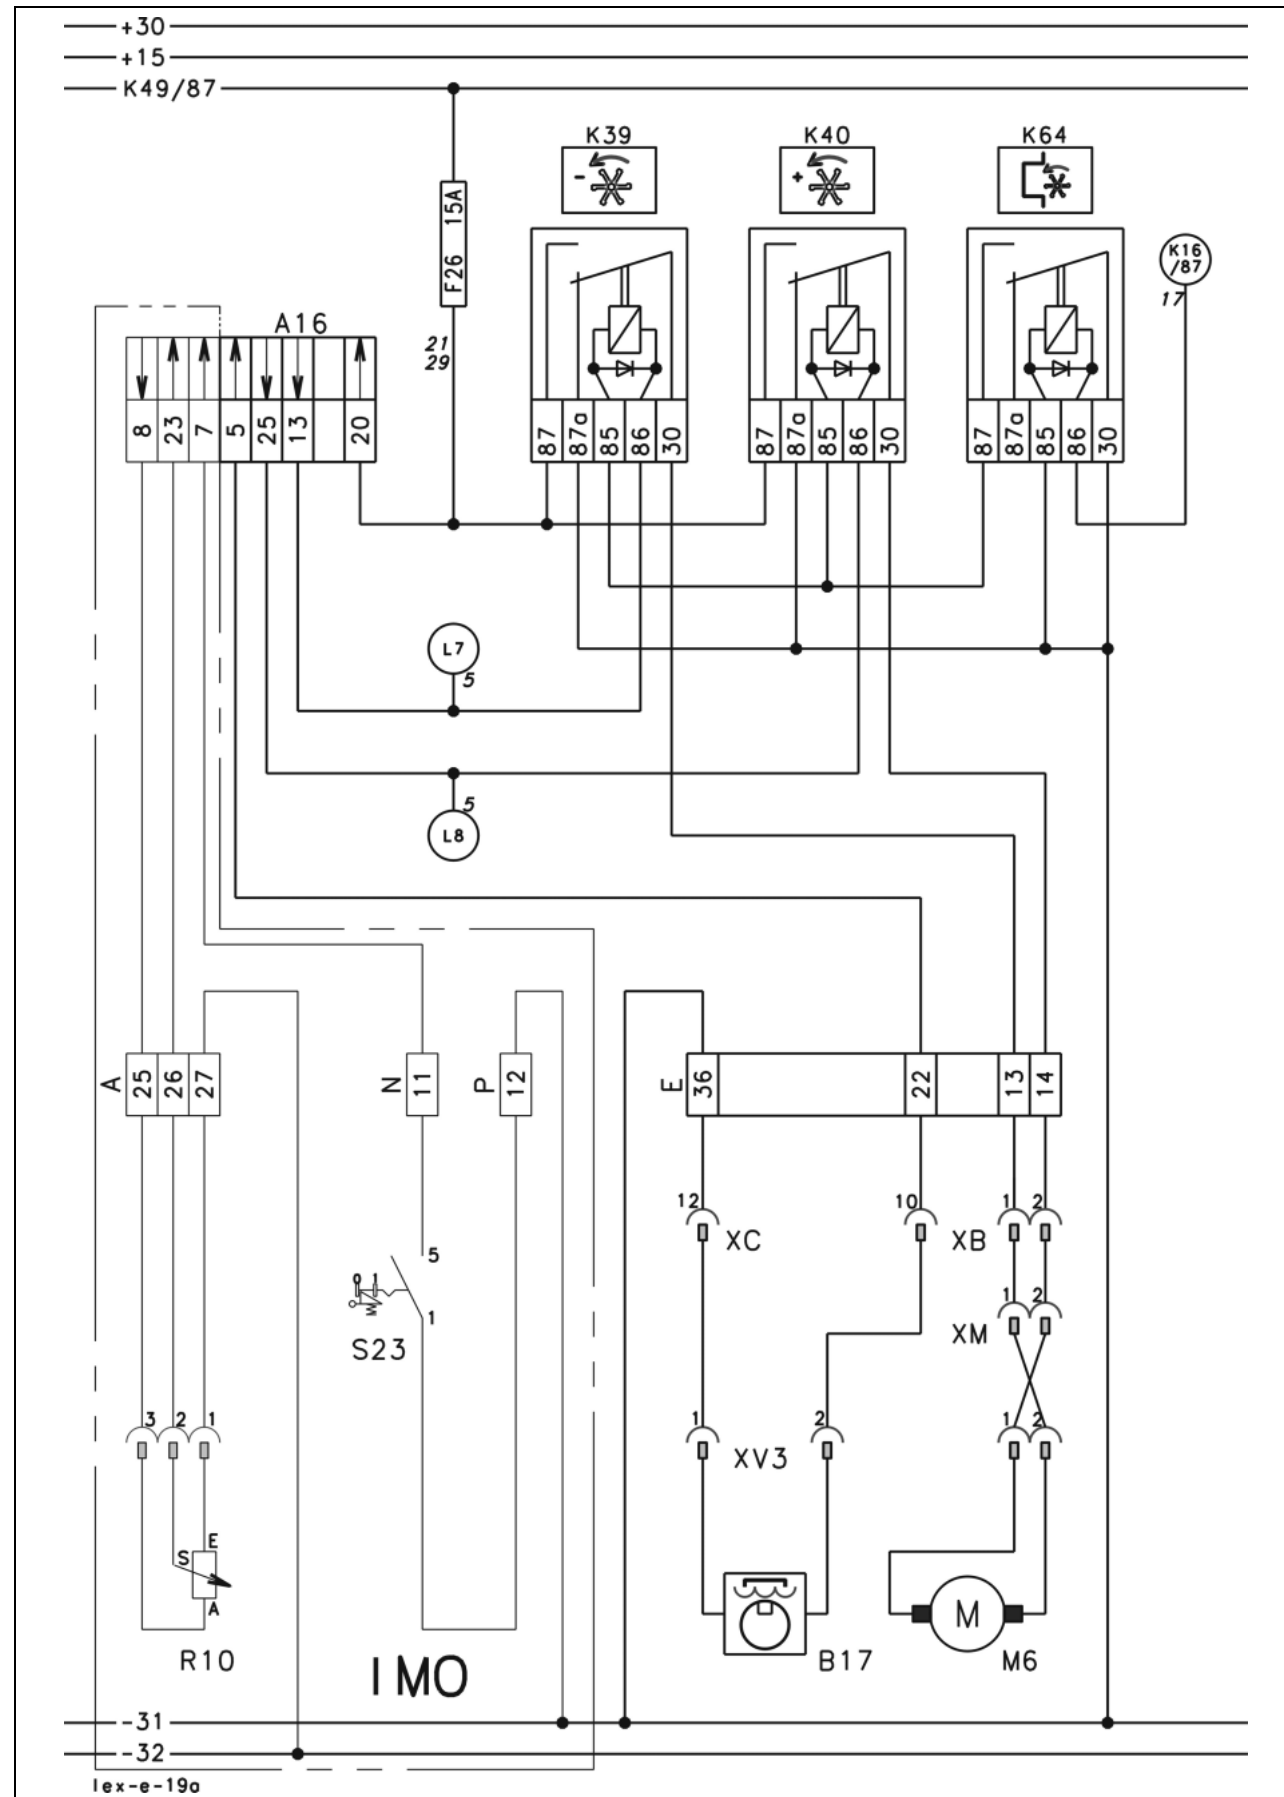 +30
+15
K49/87
K39
K40
K64
-
+
F26 15A
K16
/87
17
A16
21
29
8 23 7 5 25 13 20
87 87a 85 86 30
87 87a 85 86 30
87 87a 85 86 30
L7
5
5
L8
A 25 26 27
N 11
P 12
E 36 22 13 14
12
10
1
2
XC
XB
5
0 1
1
S23
1
2
XM
3 2 1
1
2
XV3
1
2
E
S
A
M
R10
IMO
B17
M6
-31
-32
lex-e-19a